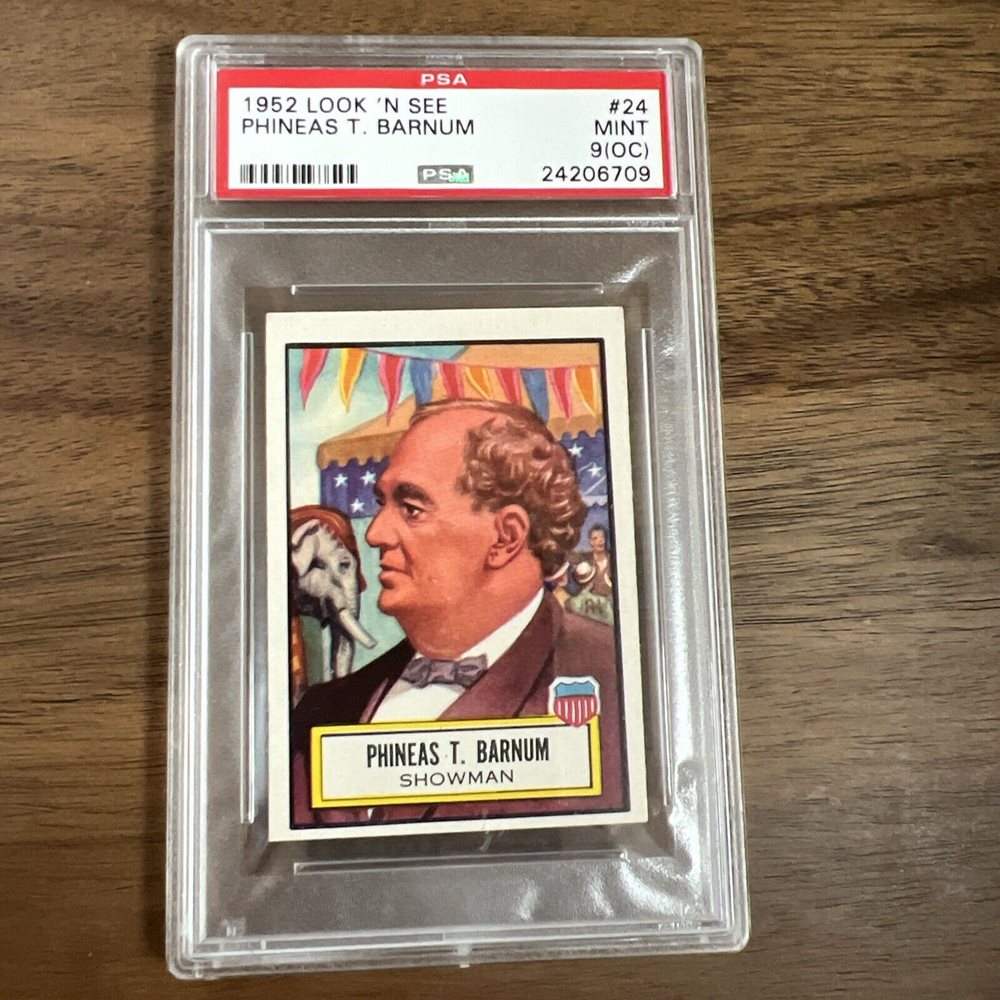 PSA
1952 LOOK 'N SEE #24
PHINEAS T. BARNUM MINT
9(OC)
PSA 24206709
PHINEAS T. BARNUM
SHOWMAN